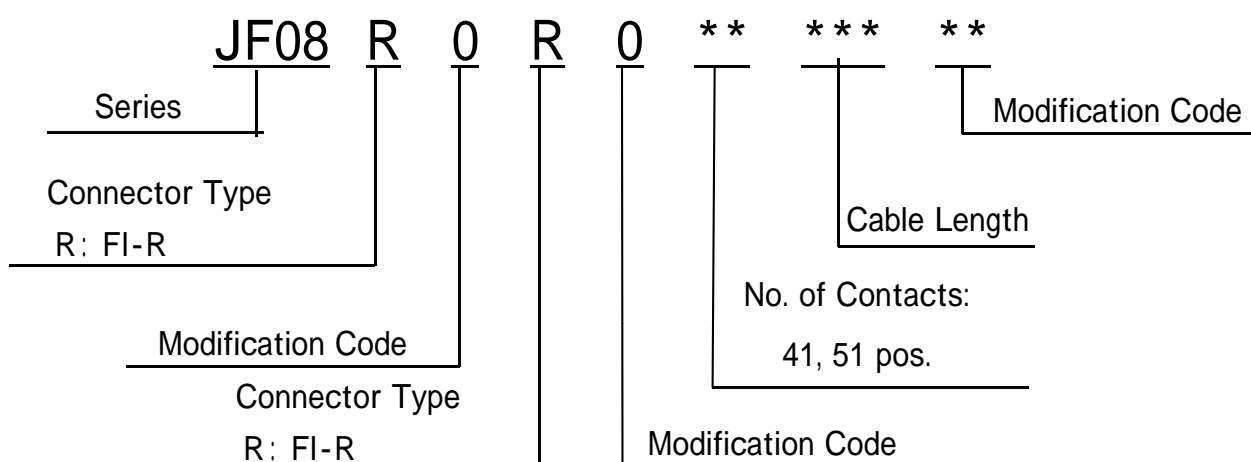 JF08 R 0 R 0 ** *** **
Series
Modification Code
Connector Type
R: FI-R
Cable Length
No. of Contacts:
41, 51 pos.
Modification Code
Connector Type
R: FI-R
Modification Code